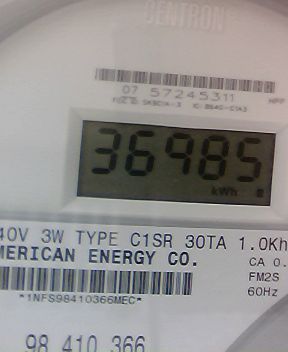 CENTRON
07 57245311
36985
kWh
40V 3W TYPE C1SR 30TA 1.0Kh
MERICAN ENERGY CO.
CA 0.
FM2S
*1NFS98410366MEC*
60Hz
98 410 366